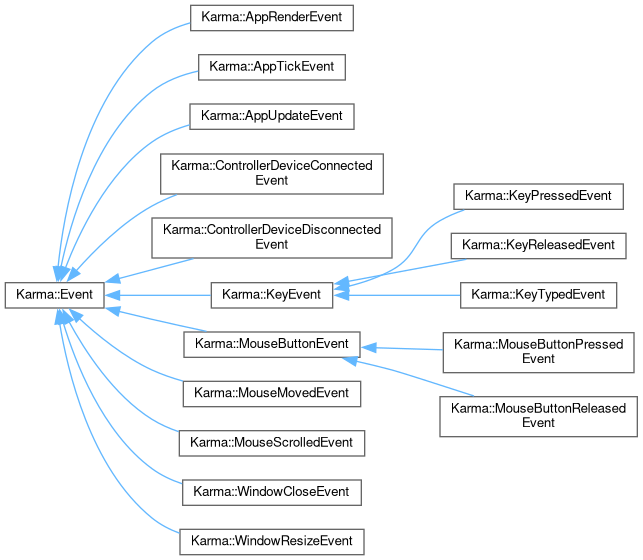 Karma::AppRenderEvent
Karma::AppTickEvent
Karma::AppUpdateEvent
Karma::ControllerDeviceConnected
Event
Karma::KeyPressedEvent
Karma::ControllerDeviceDisconnected
Event
Karma::KeyReleasedEvent
Karma::Event
Karma::KeyEvent
Karma::KeyTypedEvent
Karma::MouseButtonEvent
Karma::MouseButtonPressed
Event
Karma::MouseMovedEvent
Karma::MouseButtonReleased
Event
Karma::MouseScrolledEvent
Karma::WindowCloseEvent
Karma::WindowResizeEvent